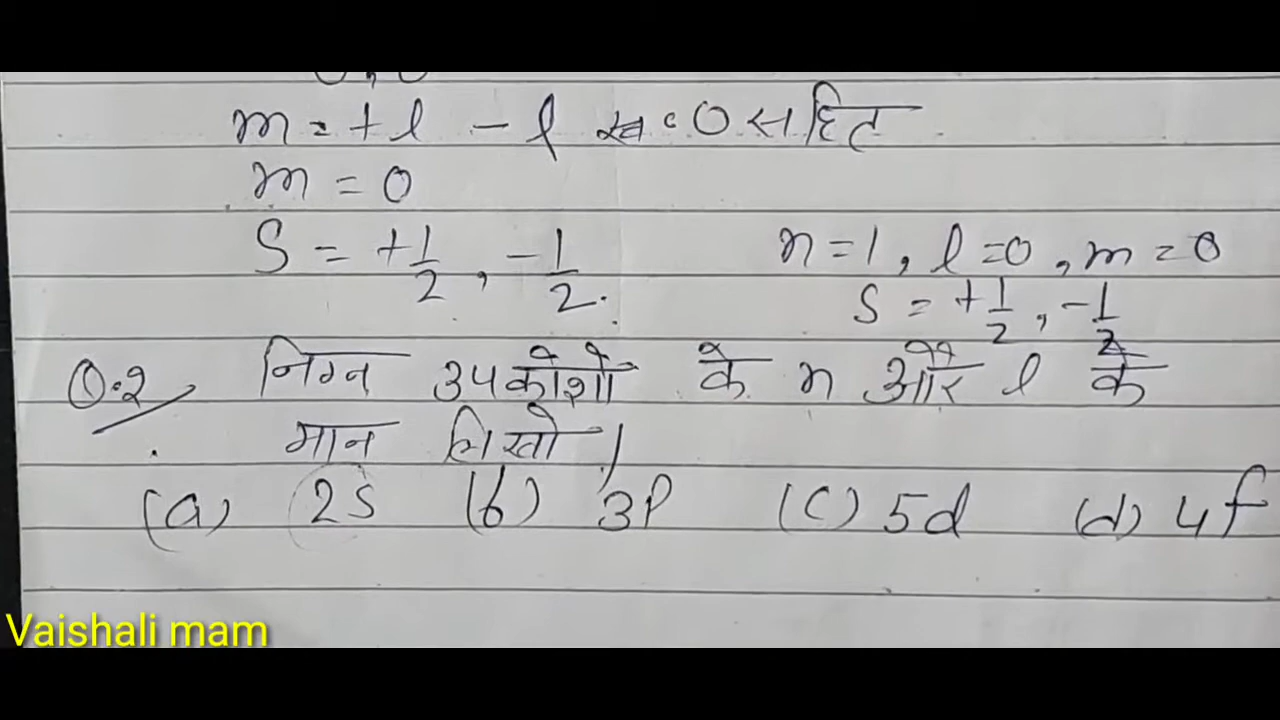 m = +l - l 0 सहित
m = 0
S = +1/2, -1/2.
n = 1, l = 0, m = 0
S = +1/2, -1/2
Q.2 निम्न उपकोशों के n और l के
मान लिखो।
(a) 2s (b) 3p (c) 5d (d) 4f
Vaishali mam